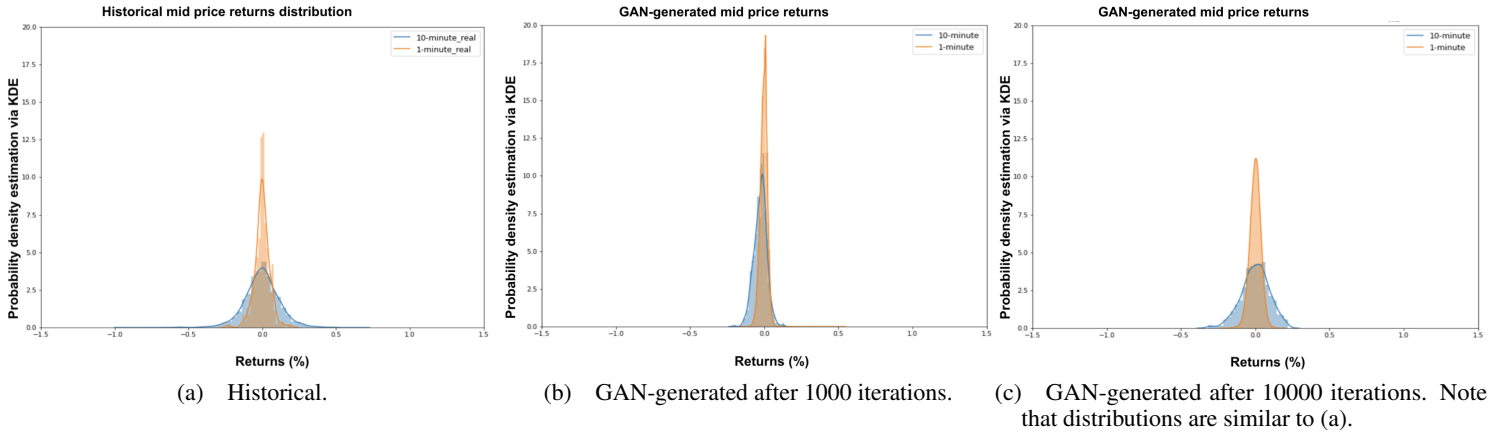 Historical mid price returns distribution
20.0
17.5
15.0
12.5
10.0
7.5
5.0
2.5
0.0
Probability density estimation via KDE
10-minute_real
1-minute_real
−1.5
−1.0
−0.5
0.0
0.5
1.0
1.5
Returns (%)
(a) Historical.
GAN-generated mid price returns
20.0
17.5
15.0
12.5
10.0
7.5
5.0
2.5
0.0
Probability density estimation via KDE
10-minute
1-minute
−1.5
−1.0
−0.5
0.0
0.5
1.0
1.5
Returns (%)
(b) GAN-generated after 1000 iterations.
GAN-generated mid price returns
20.0
17.5
15.0
12.5
10.0
7.5
5.0
2.5
0.0
Probability density estimation via KDE
10-minute
1-minute
−1.5
−1.0
−0.5
0.0
0.5
1.0
1.5
Returns (%)
(c) GAN-generated after 10000 iterations. Note
that distributions are similar to (a).